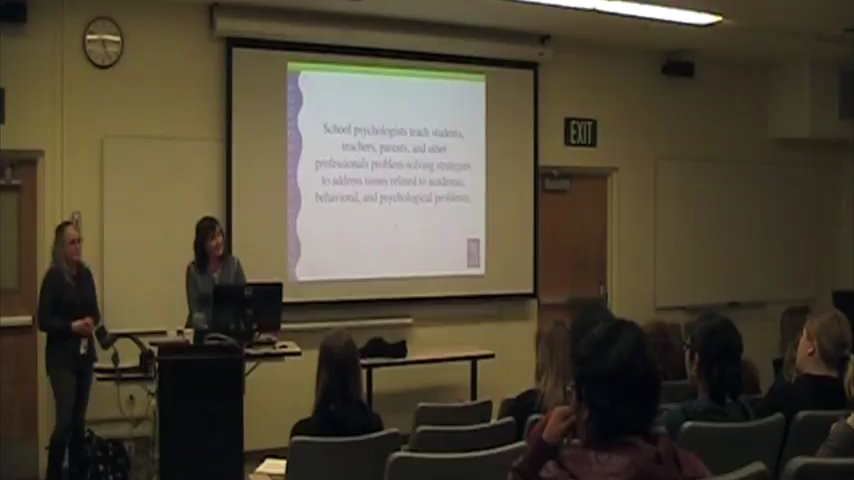 School psychologists teach students,
teachers, parents, and other
professionals problem-solving strategies
to address issues related to academic,
behavioral, and psychological problems.
EXIT